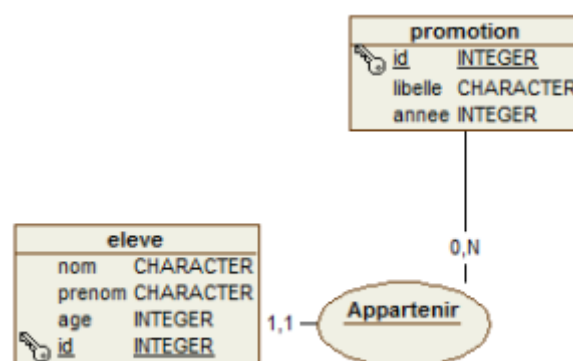 promotion
id INTEGER
libelle CHARACTER
annee INTEGER
0,N
eleve
nom CHARACTER
prenom CHARACTER
age INTEGER
id INTEGER
1,1
Appartenir